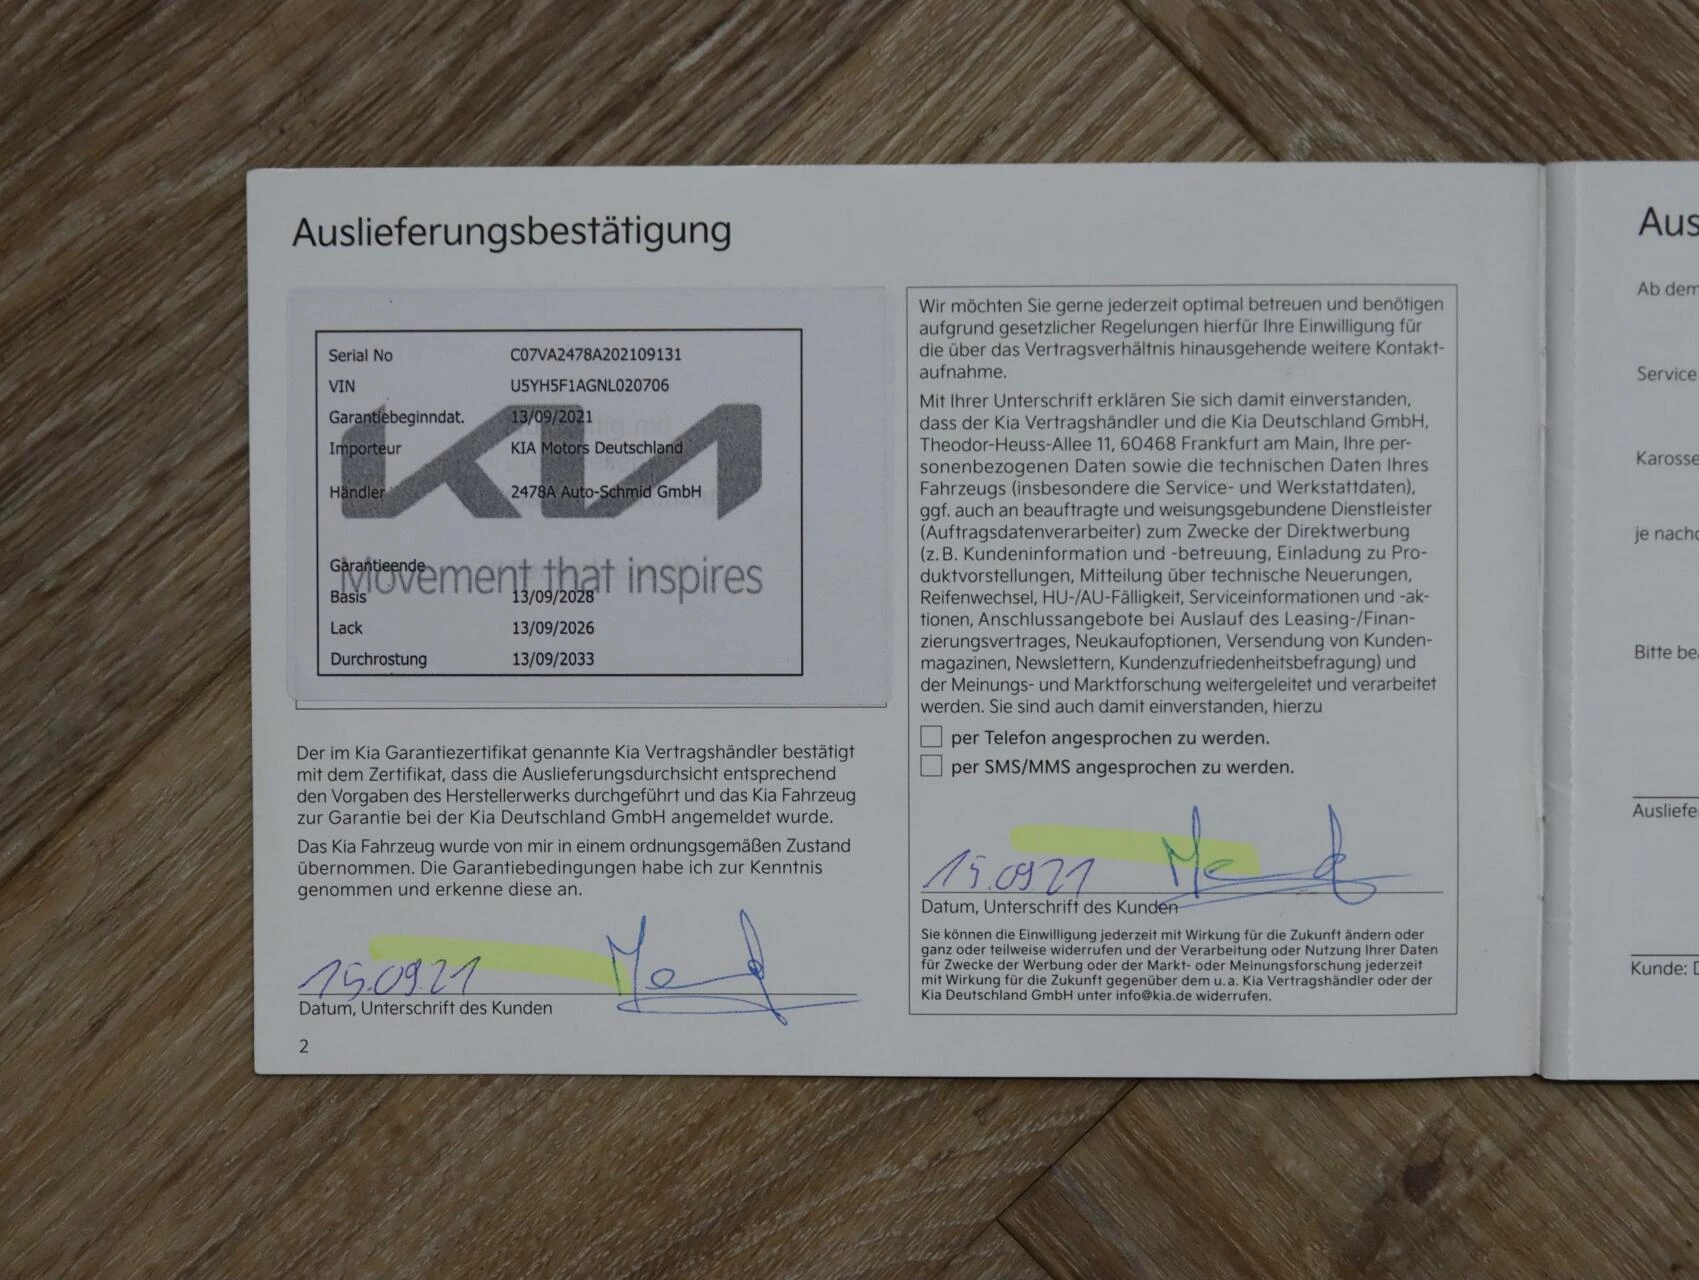 Auslieferungsbestätigung
Serial No C07VA2478A202109131
VIN U5YH5F1AGNL020706
Garantiebeginndat. 13/09/2021
Importeur KIA Motors Deutschland
Händler 2478A Auto-Schmid GmbH
KIA
Movement that inspires
Garantieende
Basis 13/09/2028
Lack 13/09/2026
Durchrostung 13/09/2033
Der im Kia Garantiezertifikat genannte Kia Vertragshändler bestätigt
mit dem Zertifikat, dass die Auslieferungsdurchsicht entsprechend
den Vorgaben des Herstellerwerks durchgeführt und das Kia Fahrzeug
zur Garantie bei der Kia Deutschland GmbH angemeldet wurde.
Das Kia Fahrzeug wurde von mir in einem ordnungsgemäßen Zustand
übernommen. Die Garantiebedingungen habe ich zur Kenntnis
genommen und erkenne diese an.
15.09.21
Datum, Unterschrift des Kunden
2
Wir möchten Sie gerne jederzeit optimal betreuen und benötigen
aufgrund gesetzlicher Regelungen hierfür Ihre Einwilligung für
die über das Vertragsverhältnis hinausgehende weitere Kontakt-
aufnahme.
Mit Ihrer Unterschrift erklären Sie sich damit einverstanden,
dass der Kia Vertragshändler und die Kia Deutschland GmbH,
Theodor-Heuss-Allee 11, 60468 Frankfurt am Main, Ihre per-
sonenbezogenen Daten sowie die technischen Daten Ihres
Fahrzeugs (insbesondere die Service- und Werkstattdaten),
ggf. auch an beauftragte und weisungsgebundene Dienstleister
(Auftragsdatenverarbeiter) zum Zwecke der Direktwerbung
(z. B. Kundeninformation und -betreuung, Einladung zu Pro-
duktvorstellungen, Mitteilung über technische Neuerungen,
Reifenwechsel, HU-/AU-Fälligkeit, Serviceinformationen und -ak-
tionen, Anschlussangebote bei Auslauf des Leasing-/Finan-
zierungsvertrages, Neukaufoptionen, Versendung von Kunden-
magazinen, Newslettern, Kundenzufriedenheitsbefragung) und
der Meinungs- und Marktforschung weitergeleitet und verarbeitet
werden. Sie sind auch damit einverstanden, hierzu
per Telefon angesprochen zu werden.
per SMS/MMS angesprochen zu werden.
15.0921
Datum, Unterschrift des Kunden
Sie können die Einwilligung jederzeit mit Wirkung für die Zukunft ändern oder
ganz oder teilweise widerrufen und der Verarbeitung oder Nutzung Ihrer Daten
für Zwecke der Werbung oder der Markt- oder Meinungsforschung jederzeit
mit Wirkung für die Zukunft gegenüber dem u. a. Kia Vertragshändler oder der
Kia Deutschland GmbH unter info@kia.de widerrufen.
Aus
Ab dem
Service
Karosse
je nach
Bitte be
Ausliefe
Kunde: